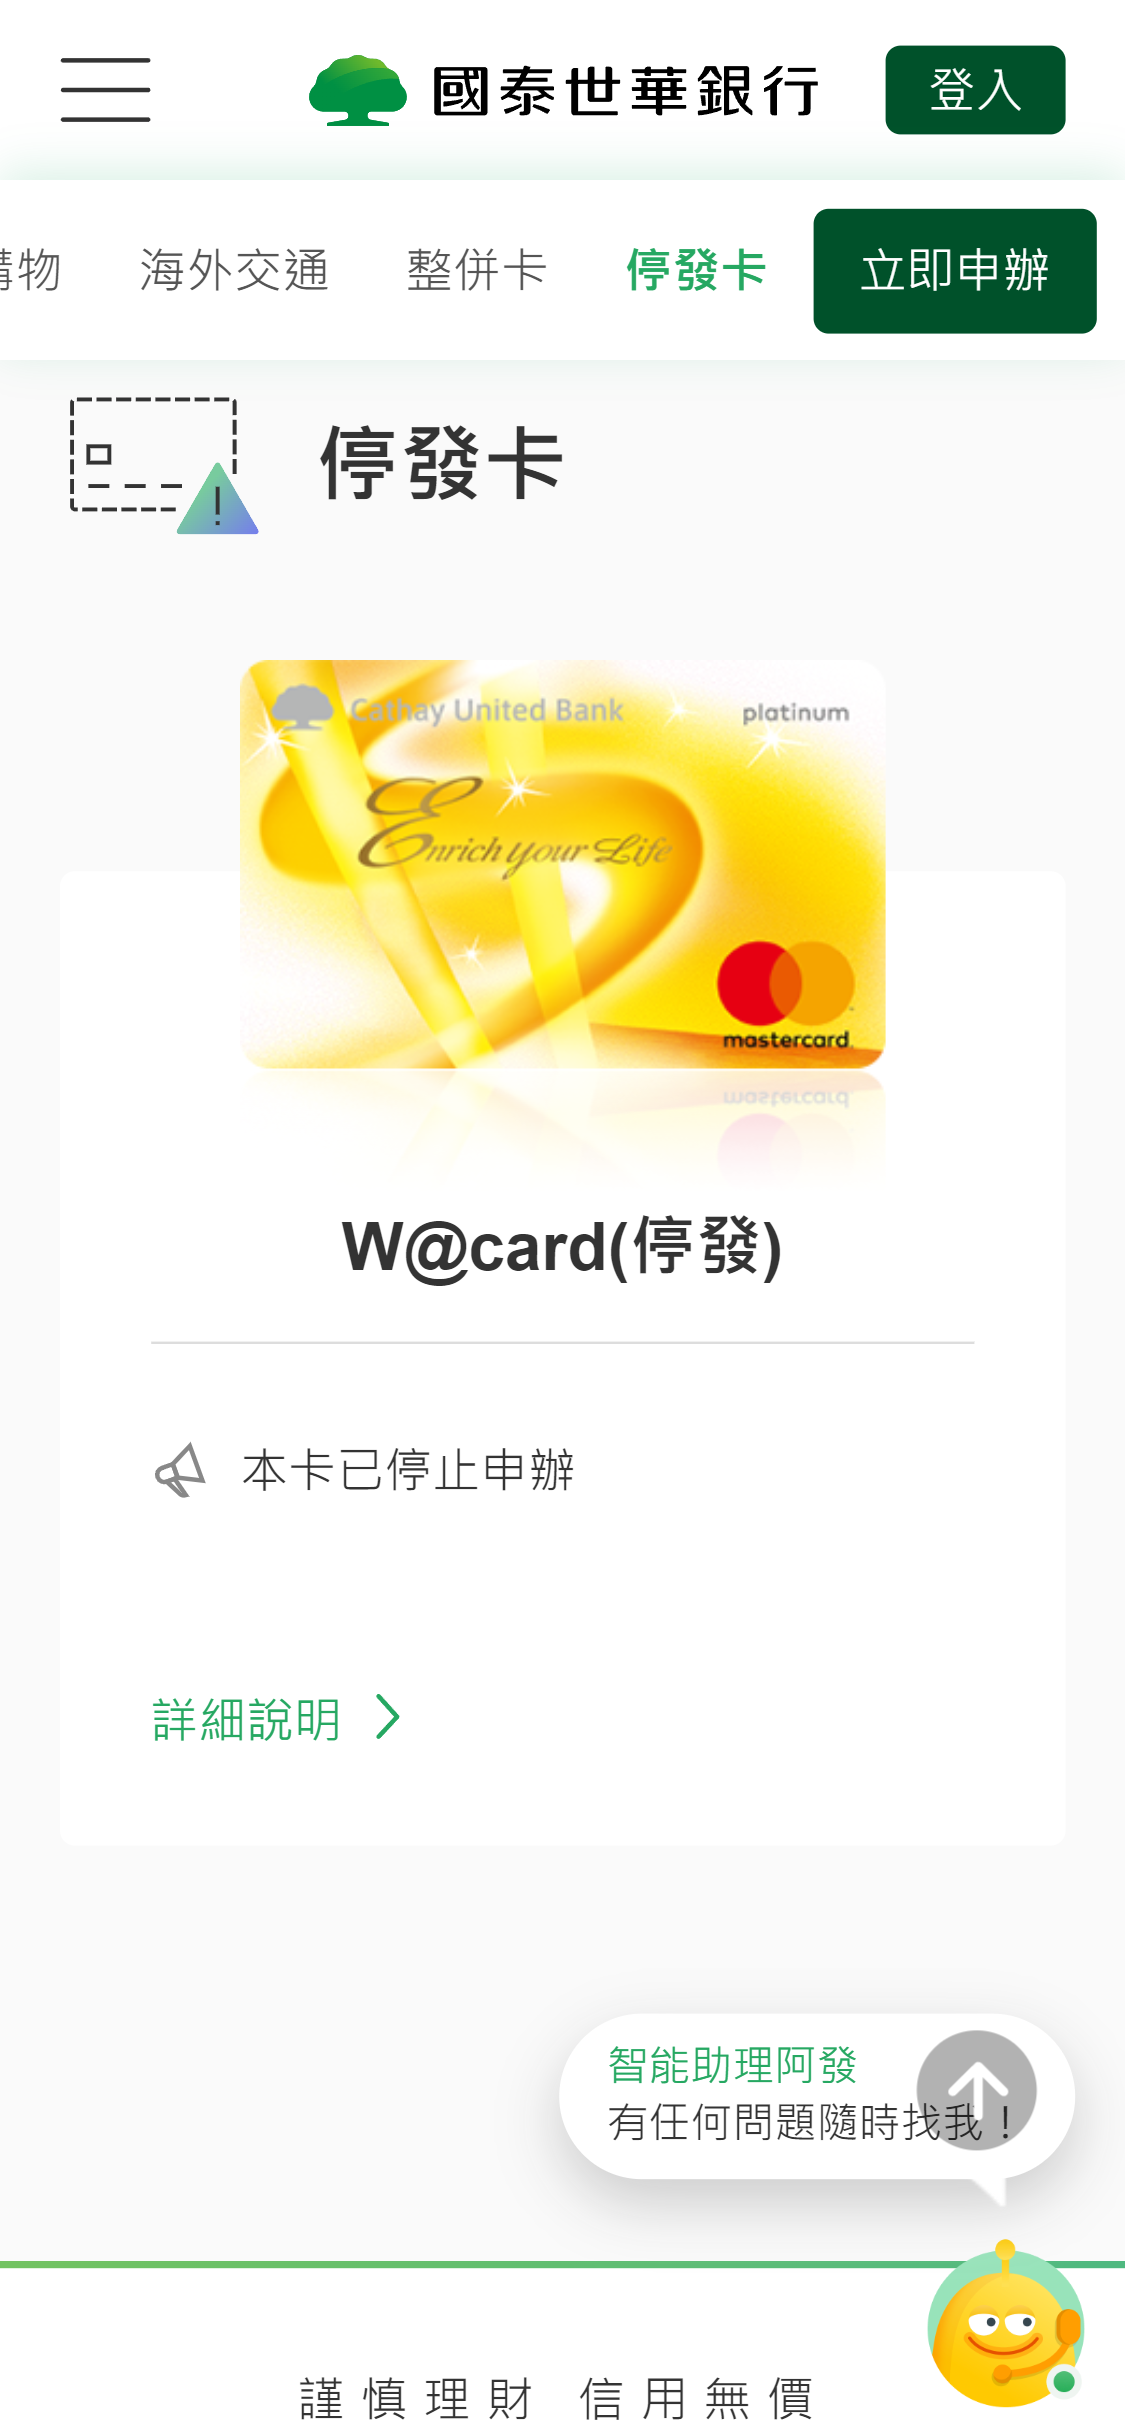 國泰世華銀行
登入
購物 海外交通 整併卡 停發卡 立即申辦
停發卡
Cathay United Bank
platinum
Enrich your Life
mastercard.
W@card(停發)
本卡已停止申辦
詳細說明
智能助理阿發
有任何問題隨時找我！
謹慎理財 信用無價